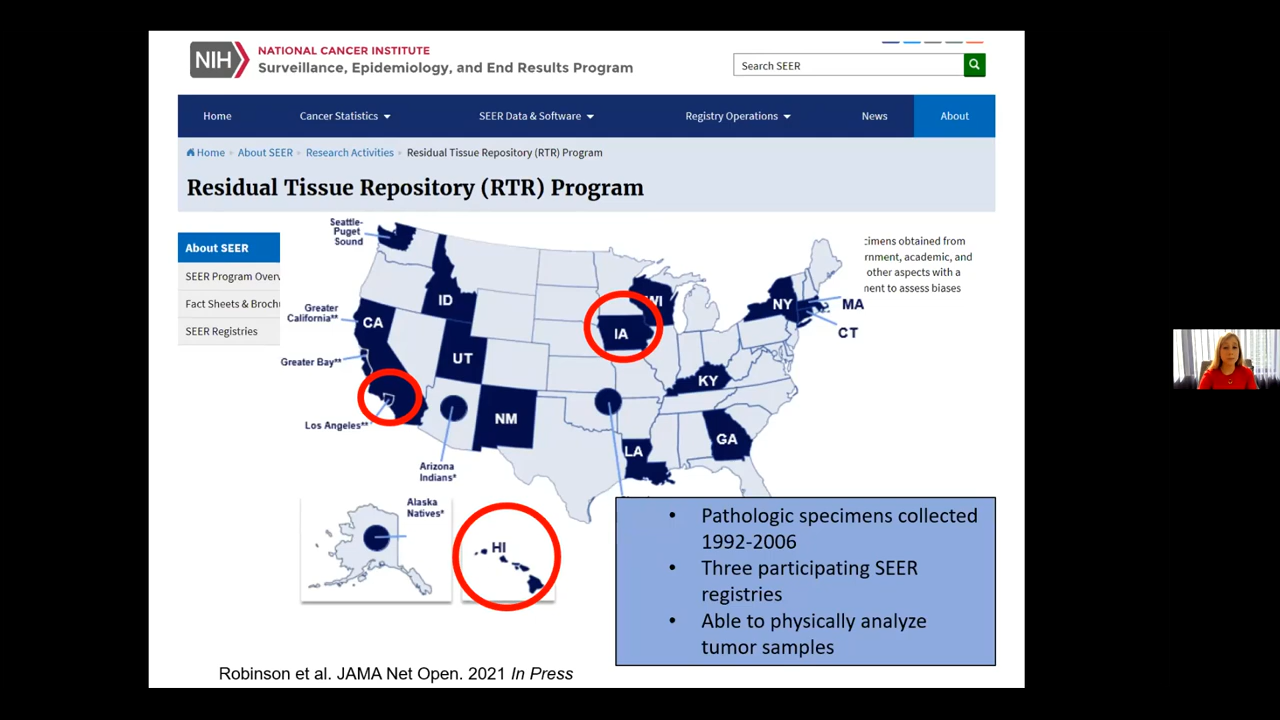 NIH
NATIONAL CANCER INSTITUTE
Surveillance, Epidemiology, and End Results Program
Search SEER
Home
Cancer Statistics
SEER Data & Software
Registry Operations
News
About
Home
About SEER
Research Activities
Residual Tissue Repository (RTR) Program
Residual Tissue Repository (RTR) Program
About SEER
SEER Program Overv
Fact Sheets & Brochu
SEER Registries
cimens obtained from
rnment, academic, and
other aspects with a
nent to assess biases
Seattle-
Puget
Sound
Greater
California**
Greater Bay**
Los Angeles**
Arizona
Indians*
Alaska
Natives*
ID
CA
UT
NM
WI
IA
KY
LA
GA
NY
MA
CT
HI
• Pathologic specimens collected
1992-2006
• Three participating SEER
registries
• Able to physically analyze
tumor samples
Robinson et al. JAMA Net Open. 2021 In Press